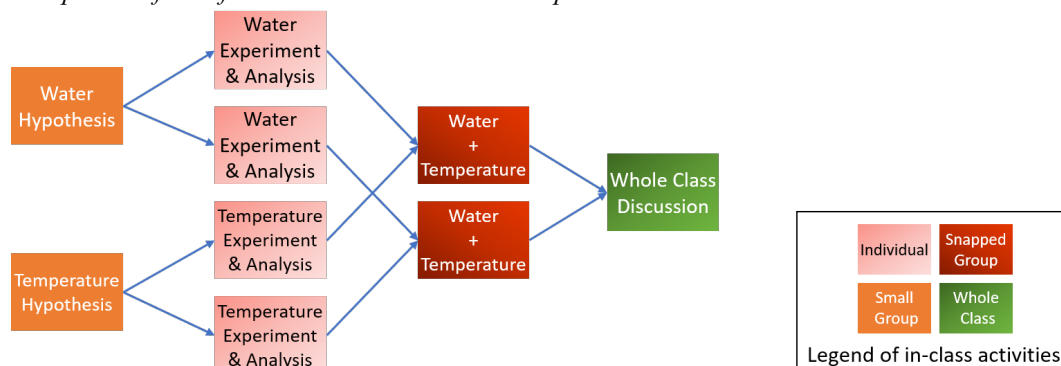 Water
Hypothesis
Temperature
Hypothesis
Water
Experiment
& Analysis
Water
Experiment
& Analysis
Temperature
Experiment
& Analysis
Temperature
Experiment
& Analysis
Water
+
Temperature
Water
+
Temperature
Whole Class
Discussion
Individual
Snapped
Group
Small
Group
Whole
Class
Legend of in-class activities